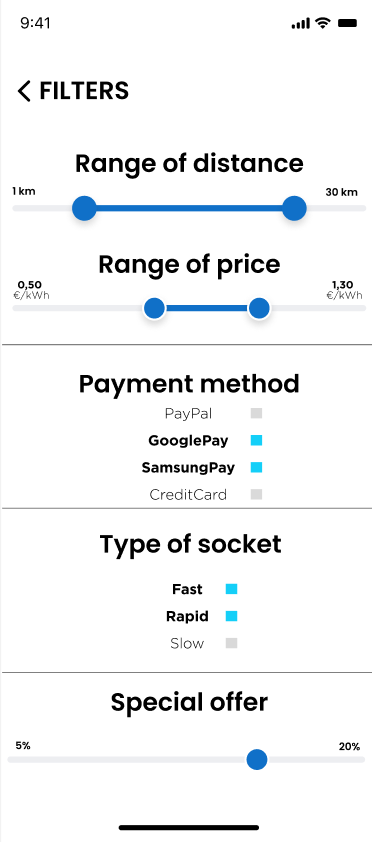 9:41
FILTERS
Range of distance
1 km 30 km
Range of price
0,50 1,30
€/kWh €/kWh
Payment method
PayPal
GooglePay
SamsungPay
CreditCard
Type of socket
Fast
Rapid
Slow
Special offer
5% 20%